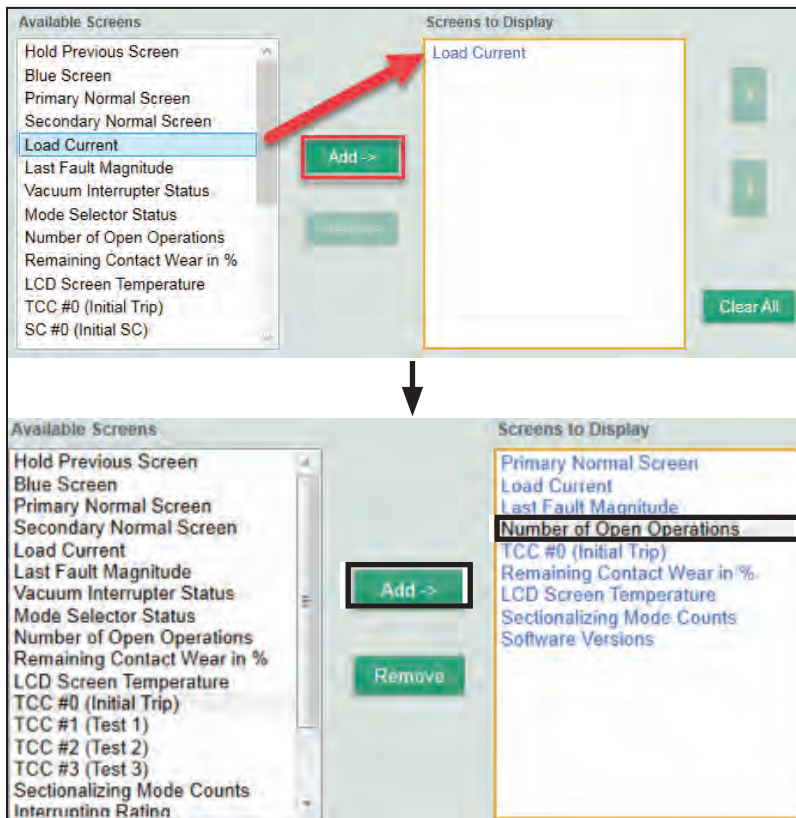 Available Screens
Hold Previous Screen
Blue Screen
Primary Normal Screen
Secondary Normal Screen
Load Current
Last Fault Magnitude
Vacuum Interrupter Status
Mode Selector Status
Number of Open Operations
Remaining Contact Wear in %
LCD Screen Temperature
TCC #0 (Initial Trip)
SC #0 (Initial SC)
Add ->
Screens to Display
Load Current
Clear All
Available Screens
Hold Previous Screen
Blue Screen
Primary Normal Screen
Secondary Normal Screen
Load Current
Last Fault Magnitude
Vacuum Interrupter Status
Mode Selector Status
Number of Open Operations
Remaining Contact Wear in %
LCD Screen Temperature
TCC #0 (Initial Trip)
TCC #1 (Test 1)
TCC #2 (Test 2)
TCC #3 (Test 3)
Sectionalizing Mode Counts
Interrupting Rating
Add ->
Remove
Screens to Display
Primary Normal Screen
Load Current
Last Fault Magnitude
Number of Open Operations
TCC #0 (Initial Trip)
Remaining Contact Wear in %
LCD Screen Temperature
Sectionalizing Mode Counts
Software Versions